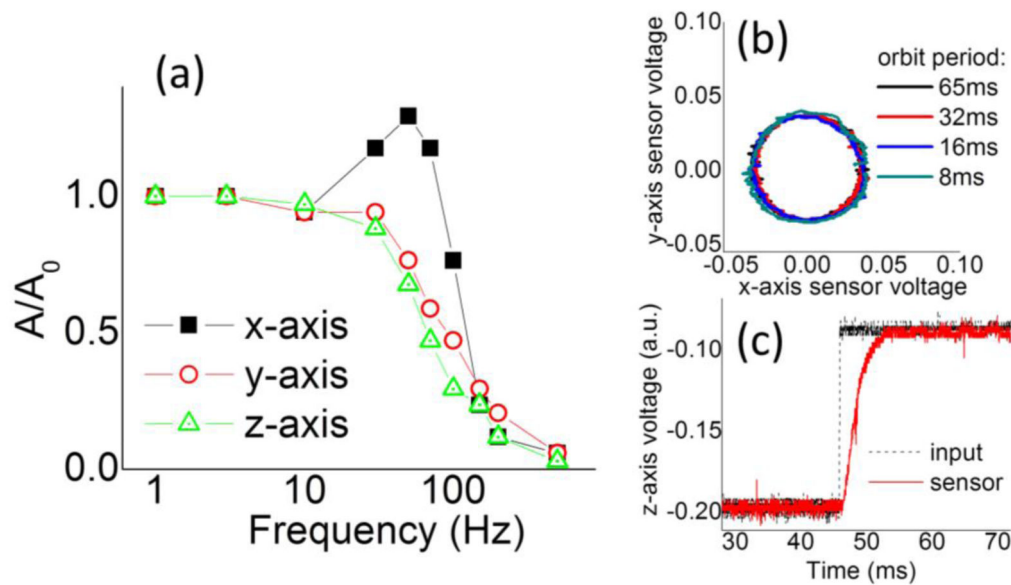 (a)
A/A0
1.0
0.5
0.0
x-axis
y-axis
z-axis
1 10 100
Frequency (Hz)
(b)
y-axis sensor voltage
0.10
0.05
0.00
-0.05
orbit period:
65ms
32ms
16ms
8ms
-0.05 0.00 0.05 0.10
x-axis sensor voltage
(c)
z-axis voltage (a.u.)
-0.10
-0.15
-0.20
input
sensor
30 40 50 60 70
Time (ms)